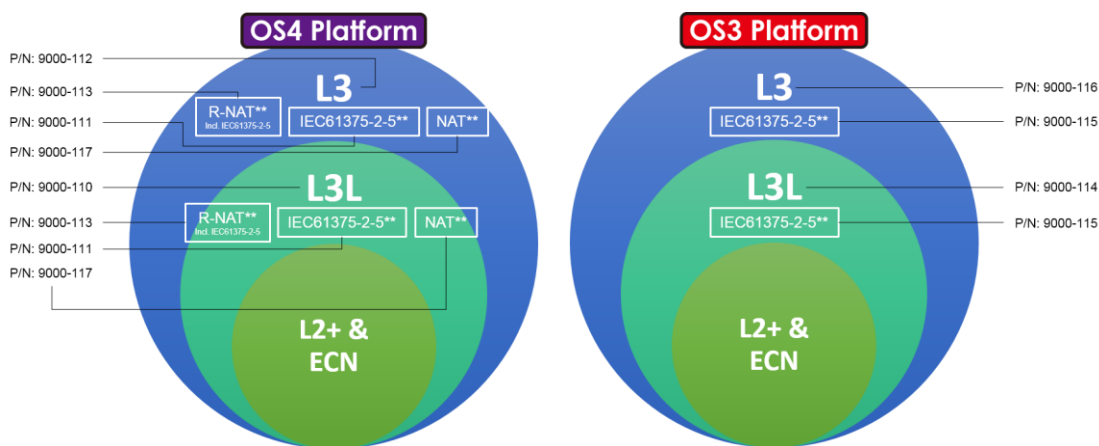 OS4 Platform
P/N: 9000-112
L3
P/N: 9000-113
R-NAT**
Incl. IEC61375-2-5
IEC61375-2-5**
NAT**
P/N: 9000-111
P/N: 9000-117
P/N: 9000-110
L3L
P/N: 9000-113
R-NAT**
Incl. IEC61375-2-5
IEC61375-2-5**
NAT**
P/N: 9000-111
P/N: 9000-117
L2+ &
ECN
OS3 Platform
L3
P/N: 9000-116
IEC61375-2-5**
P/N: 9000-115
L3L
P/N: 9000-114
IEC61375-2-5**
P/N: 9000-115
L2+ &
ECN